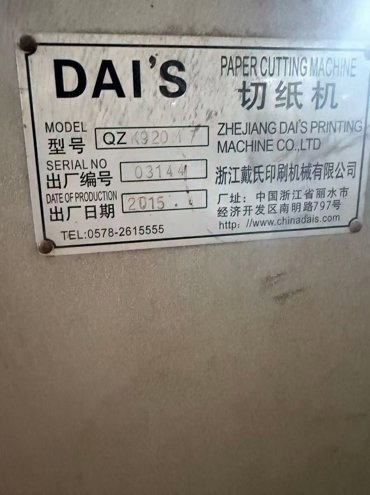 DAI'S
PAPER CUTTING MACHINE
切纸机
MODEL
型号 QZ K920
ZHEJIANG DAI'S PRINTING
MACHINE CO.,LTD
SERIAL NO
出厂编号 03144
浙江戴氏印刷机械有限公司
DATE OF PRODUCTION
出厂日期 2015
厂址：中国浙江省丽水市
经济开发区南明路797号
TEL:0578-2615555
http：//www.chinadais.com